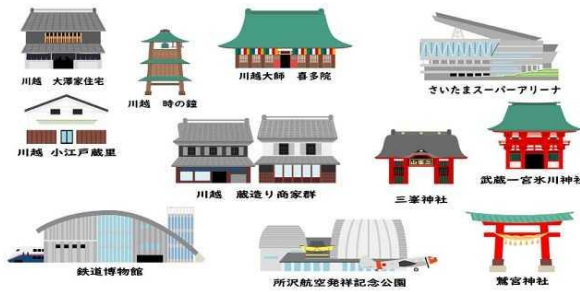 川越　大澤家住宅
川越　時の鐘
川越大師　喜多院
さいたまスーパーアリーナ
川越 小江戸蔵里
川越　蔵造り商家群
三峯神社
武蔵一宮氷川神社
鉄道博物館
所沢航空発祥記念公園
鷲宮神社